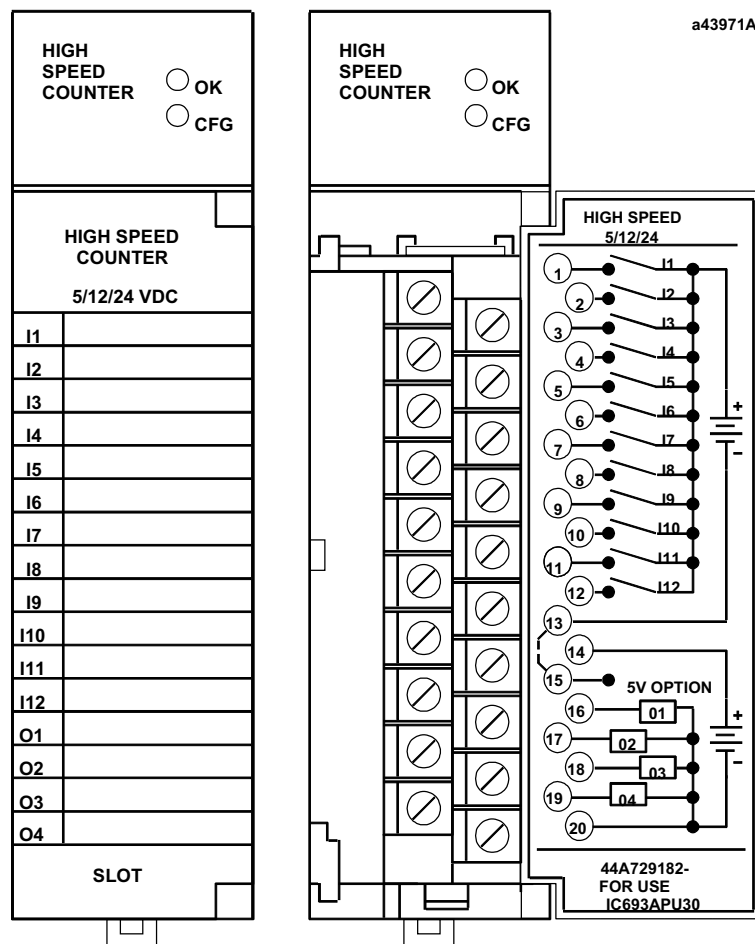 a43971A
HIGH
SPEED
COUNTER
OK
CFG
HIGH SPEED
COUNTER
5/12/24 VDC
I1
I2
I3
I4
I5
I6
I7
I8
I9
I10
I11
I12
O1
O2
O3
O4
SLOT
HIGH
SPEED
COUNTER
OK
CFG
HIGH SPEED
5/12/24
1 I1
2 I2
3 I3
4 I4
5 I5
6 I6
+
7 I7
–
8 I8
9 I9
10 I10
11 I11
12 I12
13
14
15
5V OPTION
16 01
+
17 02
–
18 03
19 04
20
44A729182-
FOR USE
IC693APU30